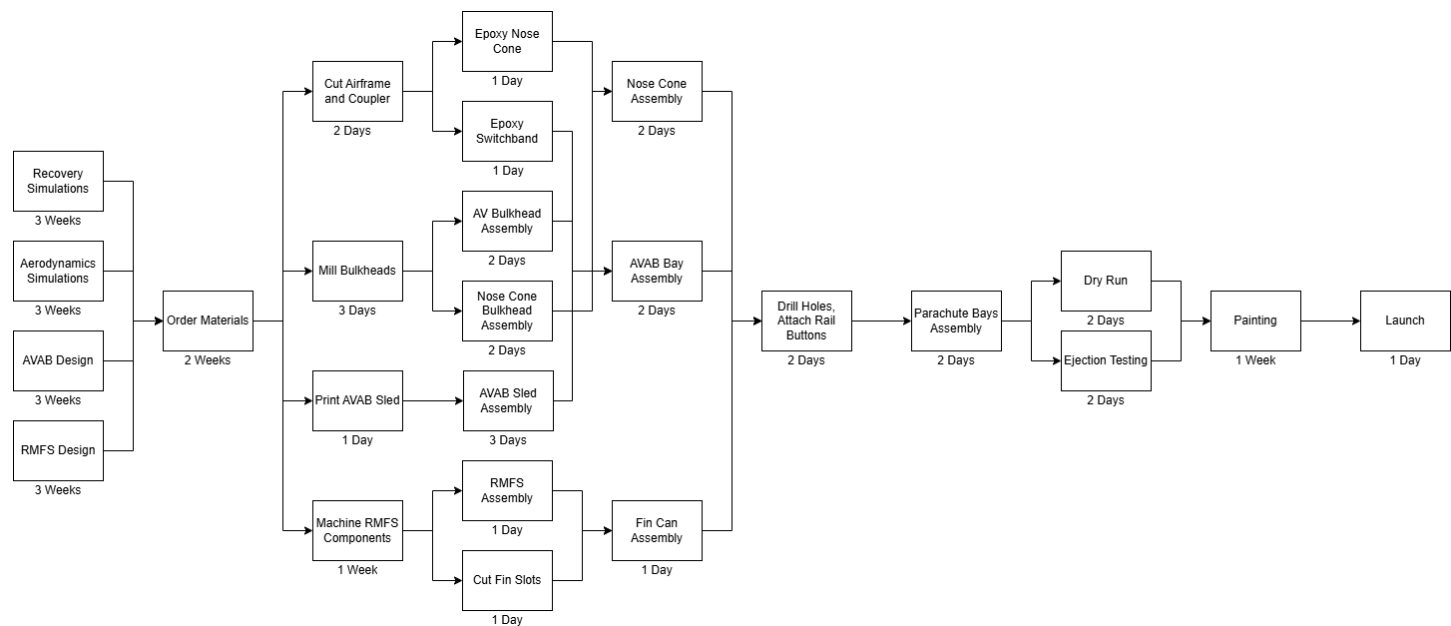 Recovery
Simulations
3 Weeks
Aerodynamics
Simulations
3 Weeks
AVAB Design
3 Weeks
RMFS Design
3 Weeks
Order Materials
2 Weeks
Cut Airframe
and Coupler
2 Days
Mill Bulkheads
3 Days
Print AVAB Sled
1 Day
Machine RMFS
Components
1 Week
Epoxy Nose
Cone
1 Day
Epoxy
Switchband
1 Day
AV Bulkhead
Assembly
2 Days
Nose Cone
Bulkhead
Assembly
2 Days
AVAB Sled
Assembly
3 Days
RMFS
Assembly
1 Day
Cut Fin Slots
1 Day
Nose Cone
Assembly
2 Days
AVAB Bay
Assembly
2 Days
Fin Can
Assembly
1 Day
Drill Holes,
Attach Rail
Buttons
2 Days
Parachute Bays
Assembly
2 Days
Dry Run
2 Days
Ejection Testing
2 Days
Painting
1 Week
Launch
1 Day